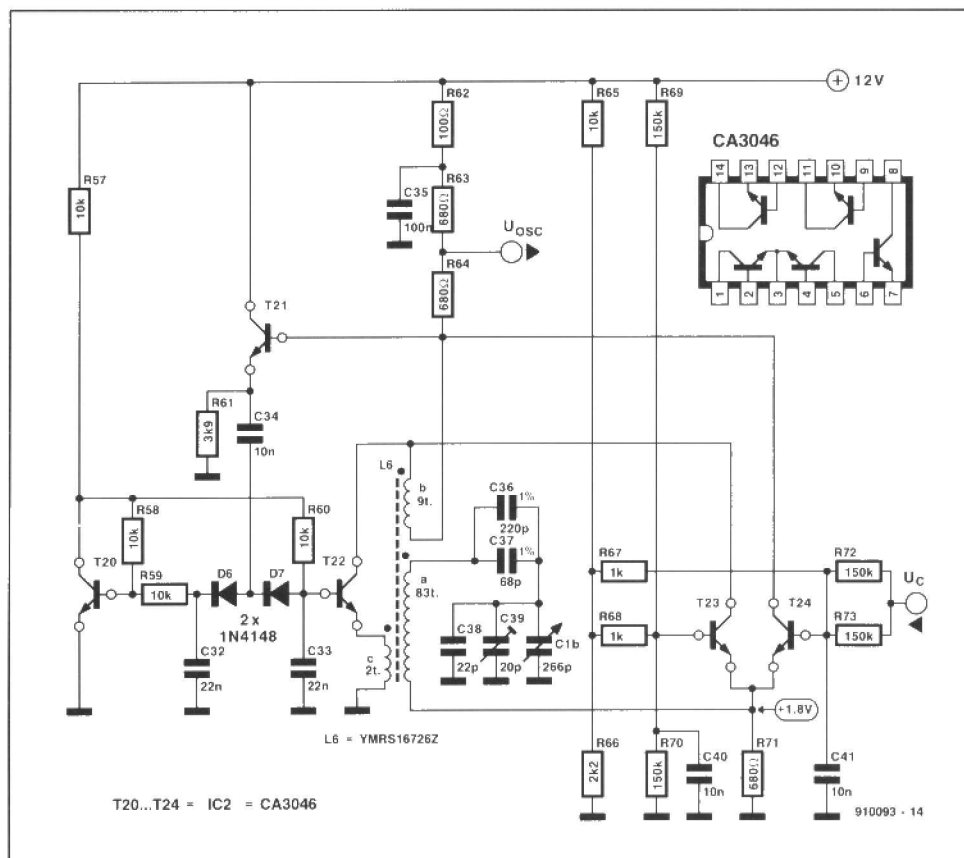 12V
R62
100Ω
R65
10k
R69
150k
CA3046
14 13 12 11 10 9 8
1 2 3 4 5 6 7
R57
10k
C35
100n
R63
680Ω
UOSC
R64
680Ω
T21
R61
3k9
C34
10n
L6
b
9t.
C36
1%
220p
C37
1%
68p
a
83t.
R58
10k
R60
10k
T20
R59
10k
D6
D7
T22
2 x
1N4148
R67
1k
R72
150k
UC
T23
T24
R68
1k
R73
150k
C38
22p
C39
20p
C1b
266p
C32
22n
C33
22n
c
2t.
+1.8V
L6 = YMRS16726Z
R66
2k2
R70
150k
C40
10n
R71
680Ω
C41
10n
T20...T24 = IC2 = CA3046
910093 - 14